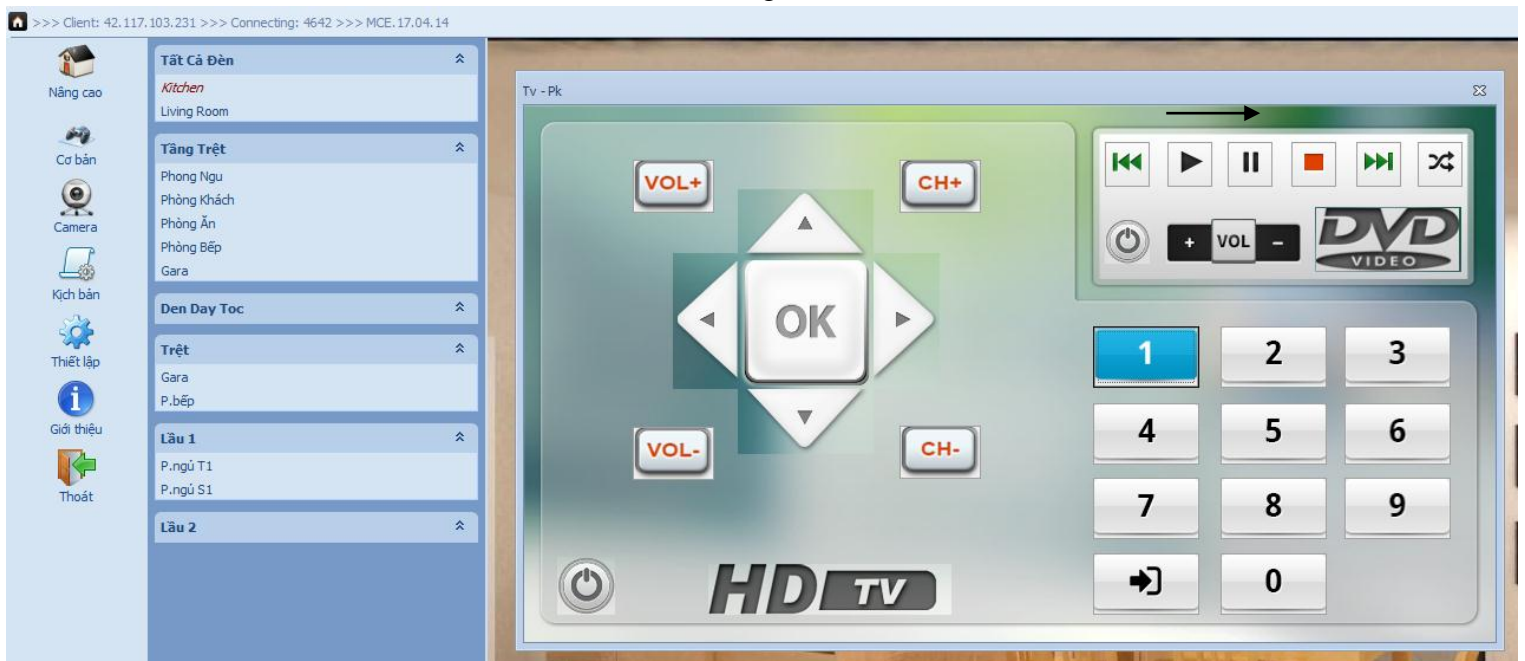 >>> Client: 42.117.103.231 >>> Connecting: 4642 >>> MCE.17.04.14
Nâng cao
Cơ bản
Camera
Kịch bản
Thiết lập
Giới thiệu
Thoát
Tất Cả Đèn
Kitchen
Living Room
Tầng Trệt
Phong Ngu
Phòng Khách
Phòng Ăn
Phòng Bếp
Gara
Den Day Toc
Trệt
Gara
P.bếp
Lầu 1
P.ngủ T1
P.ngủ S1
Lầu 2
Tv - Pk
VOL+ CH+
OK
VOL- CH-
HD TV
+ VOL -
DVD
VIDEO
1 2 3
4 5 6
7 8 9
0